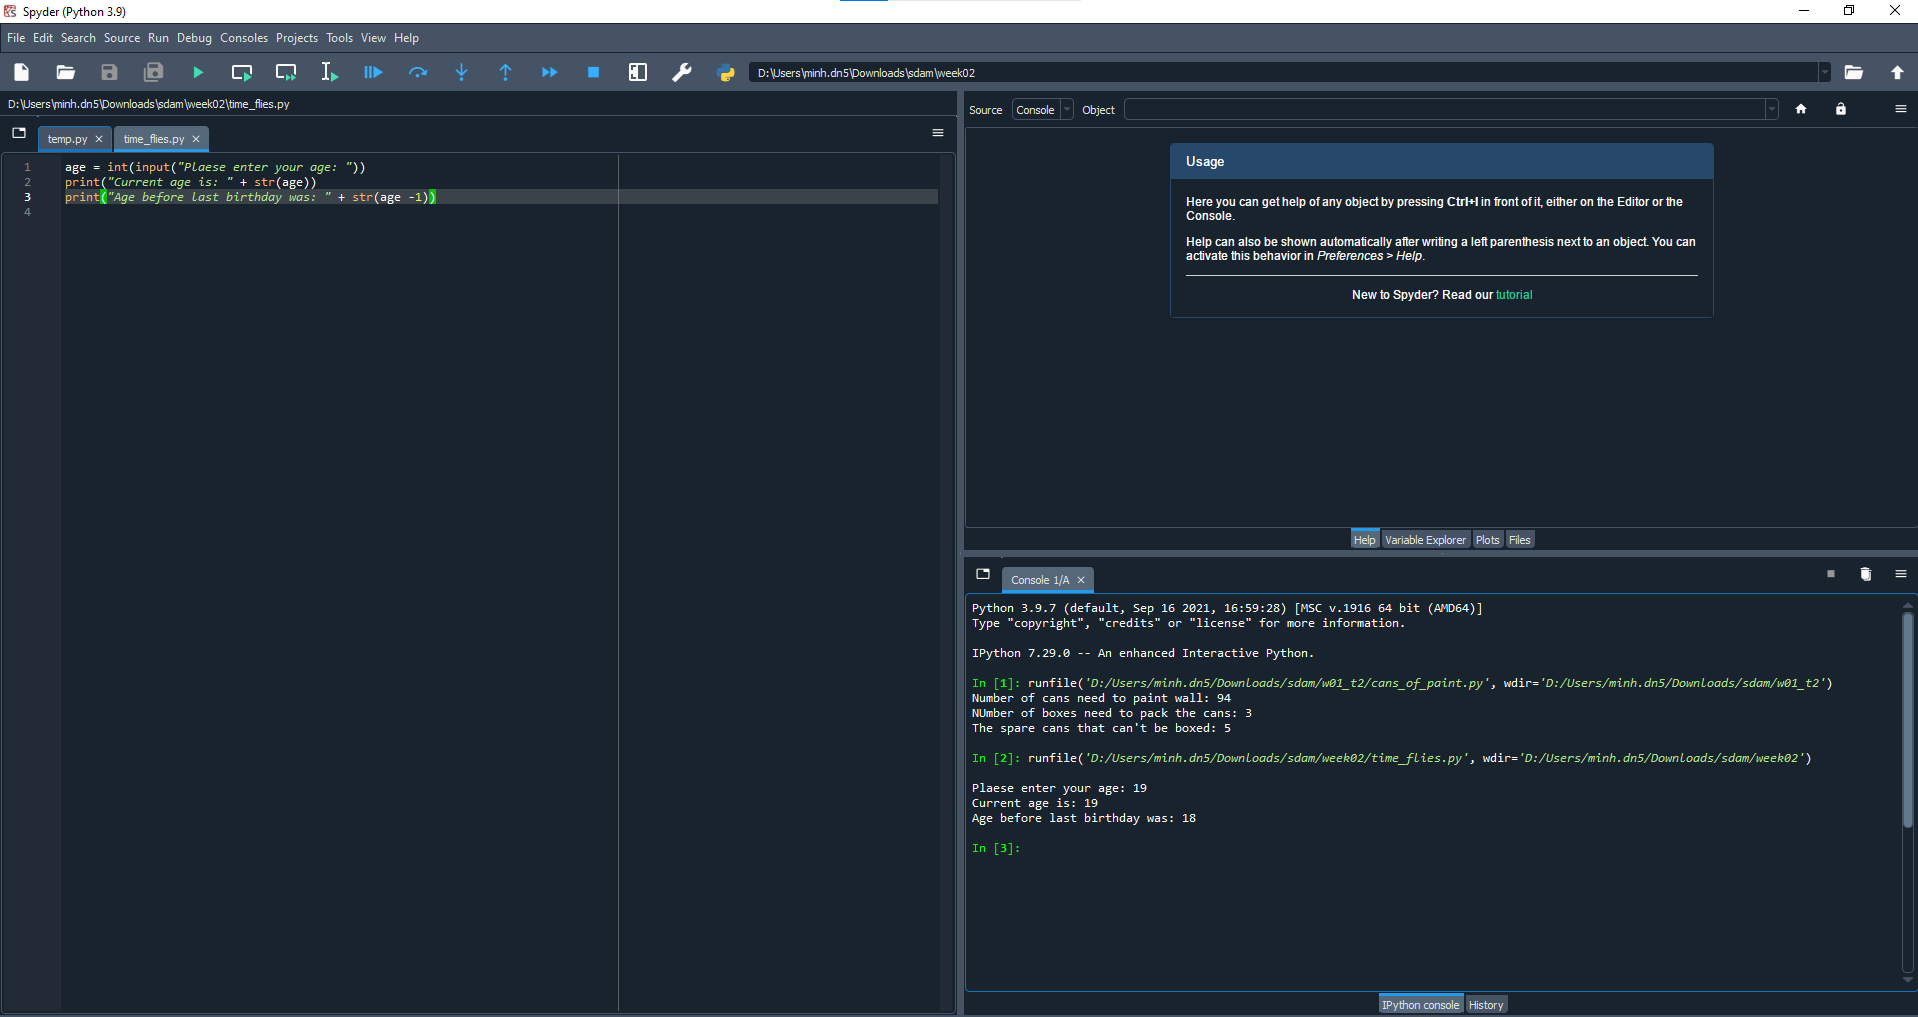 Spyder (Python 3.9)
File Edit Search Source Run Debug Consoles Projects Tools View Help
D:\Users\minh.dn5\Downloads\sdam\week02
D:\Users\minh.dn5\Downloads\sdam\week02\time_flies.py
temp.py time_flies.py
1 age = int(input("Plaese enter your age: "))
2 print("Current age is: " + str(age))
3 print("Age before last birthday was: " + str(age -1))
4
Source Console Object
Usage
Here you can get help of any object by pressing Ctrl+I in front of it, either on the Editor or the
Console.
Help can also be shown automatically after writing a left parenthesis next to an object. You can
activate this behavior in Preferences > Help.
New to Spyder? Read our tutorial
Help Variable Explorer Plots Files
Console 1/A
Python 3.9.7 (default, Sep 16 2021, 16:59:28) [MSC v.1916 64 bit (AMD64)]
Type "copyright", "credits" or "license" for more information.
IPython 7.29.0 -- An enhanced Interactive Python.
In [1]: runfile('D:/Users/minh.dn5/Downloads/sdam/w01_t2/cans_of_paint.py', wdir='D:/Users/minh.dn5/Downloads/sdam/w01_t2')
Number of cans need to paint wall: 94
NUmber of boxes need to pack the cans: 3
The spare cans that can't be boxed: 5
In [2]: runfile('D:/Users/minh.dn5/Downloads/sdam/week02/time_flies.py', wdir='D:/Users/minh.dn5/Downloads/sdam/week02')
Plaese enter your age: 19
Current age is: 19
Age before last birthday was: 18
In [3]:
IPython console History